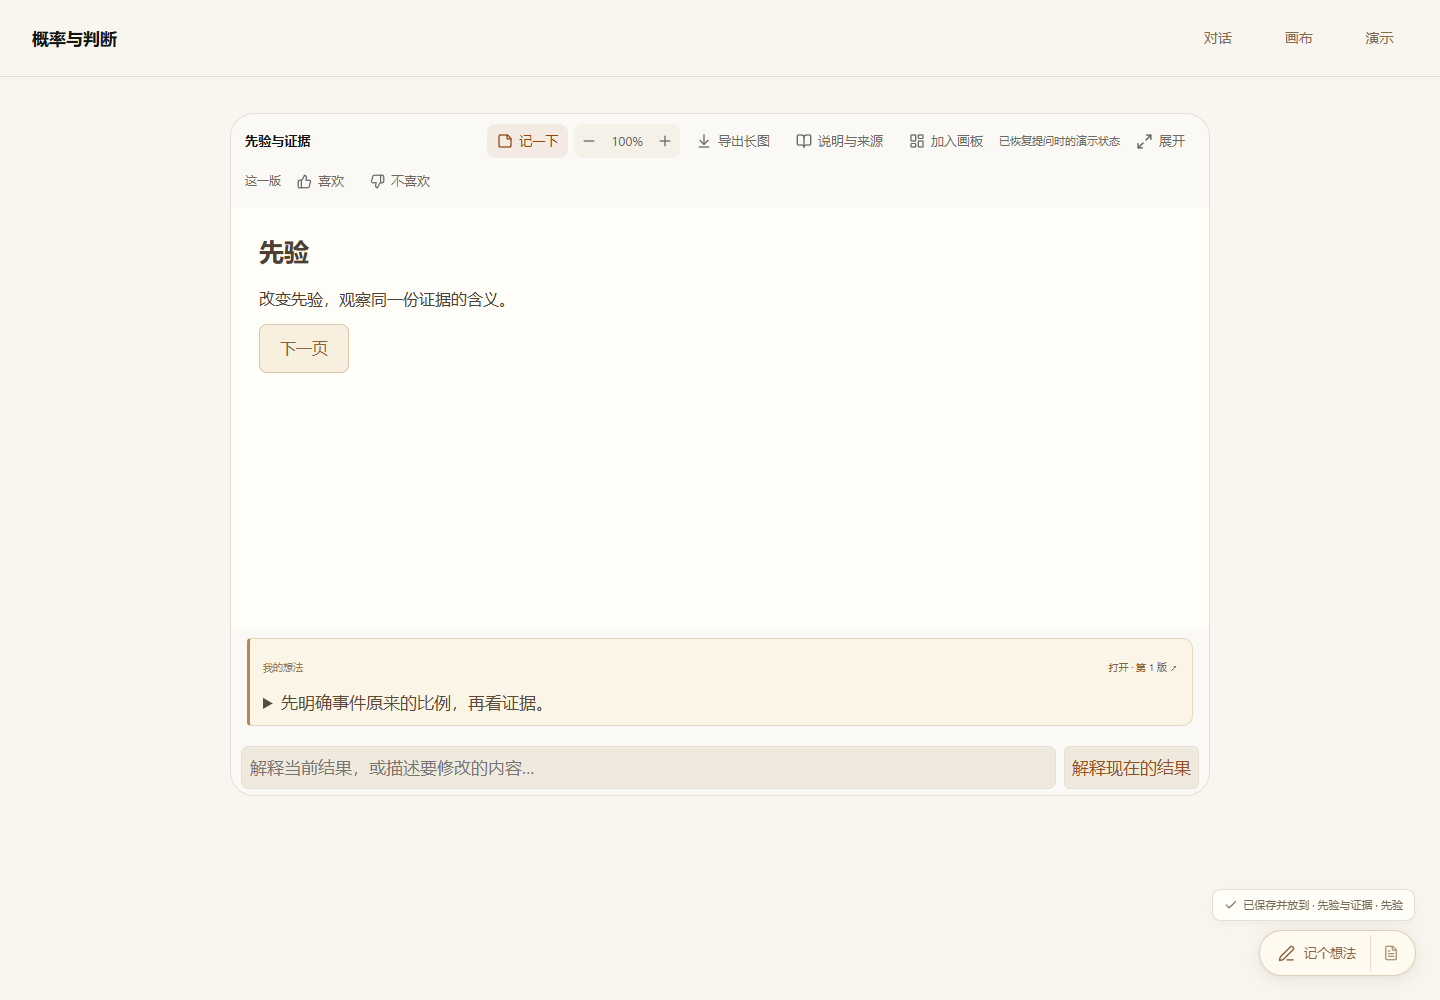 概率与判断
对话
画布
演示
先验与证据
记一下
100%
导出长图
说明与来源
加入画板
已恢复提问时的演示状态
展开
这一版
喜欢
不喜欢
先验
改变先验，观察同一份证据的含义。
下一页
我的想法
打开 · 第 1 版 ↗
先明确事件原来的比例，再看证据。
解释当前结果，或描述要修改的内容...
解释现在的结果
已保存并放到 · 先验与证据 · 先验
记个想法